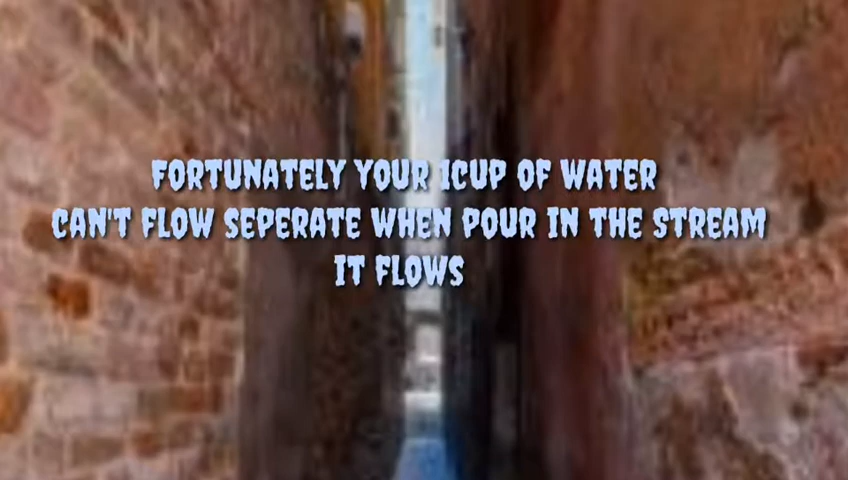 FORTUNATELY YOUR 1CUP OF WATER
CAN'T FLOW SEPERATE WHEN POUR IN THE STREAM
IT FLOWS